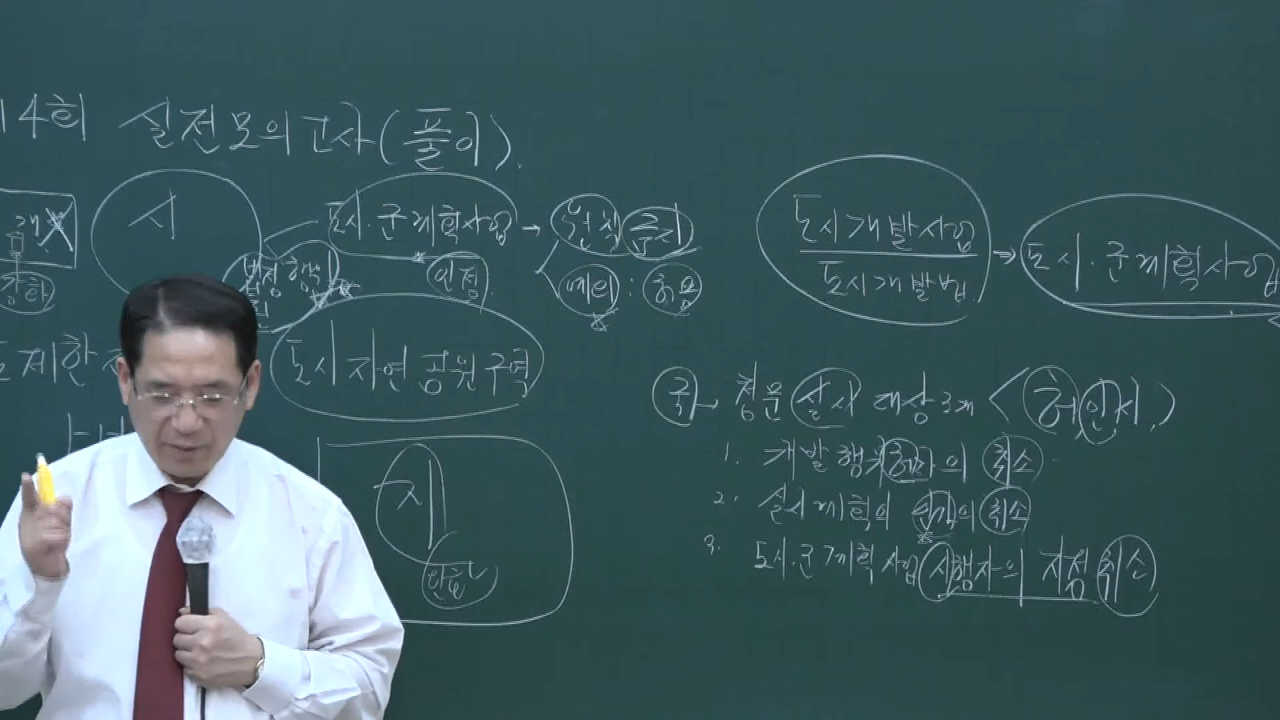 제4회 실전모의고사(풀이).
시
도시·군계획사업 → 원칙 금지
인정
예외 : 허용
도시개발사업
도시개발법
→ 도시·군계획사업
도시자연공원구역
국 청문 실시 대상 3개 < 허, 인, 지 >
1. 개발행위허가의 취소
2. 실시계획의 인가의 취소
3. 도시·군계획사업 시행자의 지정 취소